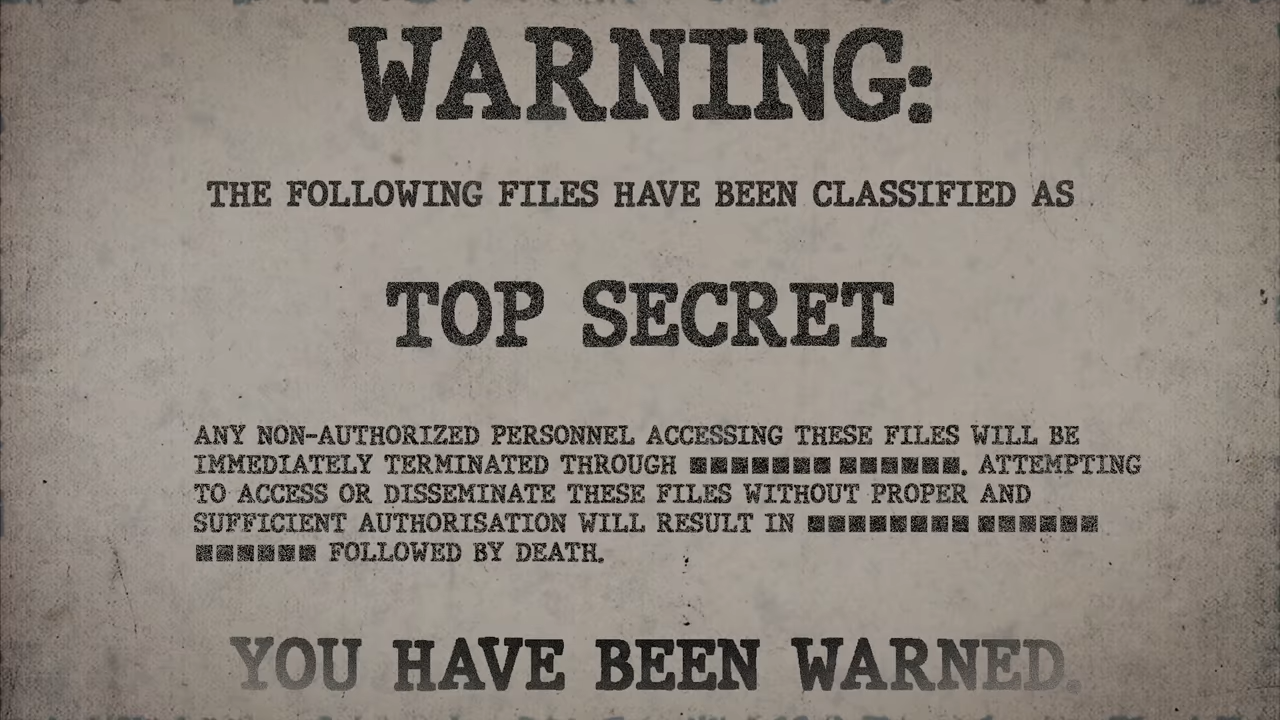 WARNING:
THE FOLLOWING FILES HAVE BEEN CLASSIFIED AS
TOP SECRET
ANY NON-AUTHORIZED PERSONNEL ACCESSING THESE FILES WILL BE
IMMEDIATELY TERMINATED THROUGH ■■■■■■■ ■■■■■■. ATTEMPTING
TO ACCESS OR DISSEMINATE THESE FILES WITHOUT PROPER AND
SUFFICIENT AUTHORISATION WILL RESULT IN ■■■■■■■■ ■■■■■■
■■■■■■ FOLLOWED BY DEATH.
YOU HAVE BEEN WARNED.